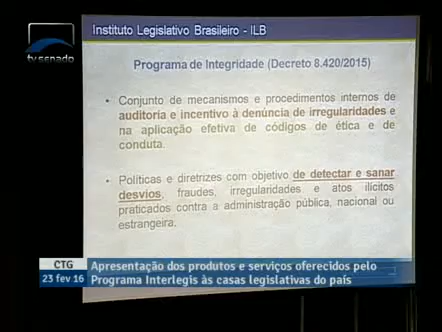 Instituto Legislativo Brasileiro - ILB
tv senado
Programa de Integridade (Decreto 8.420/2015)
• Conjunto de mecanismos e procedimentos internos de
auditoria e incentivo à denúncia de irregularidades e
na aplicação efetiva de códigos de ética e de
conduta.
• Políticas e diretrizes com objetivo de detectar e sanar
desvios, fraudes, irregularidades e atos ilícitos
praticados contra a administração pública, nacional ou
estrangeira.
CTG
23 fev 16
Apresentação dos produtos e serviços oferecidos pelo
Programa Interlegis às casas legislativas do país